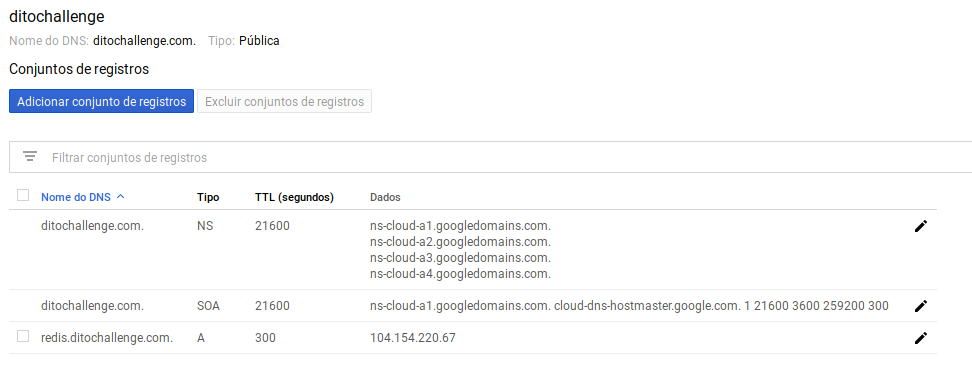 ditochallenge
Nome do DNS: ditochallenge.com. Tipo: Pública
Conjuntos de registros
Adicionar conjunto de registros Excluir conjuntos de registros
Filtrar conjuntos de registros
Nome do DNS Tipo TTL (segundos) Dados
ditochallenge.com. NS 21600 ns-cloud-a1.googledomains.com.
ns-cloud-a2.googledomains.com.
ns-cloud-a3.googledomains.com.
ns-cloud-a4.googledomains.com.
ditochallenge.com. SOA 21600 ns-cloud-a1.googledomains.com. cloud-dns-hostmaster.google.com. 1 21600 3600 259200 300
redis.ditochallenge.com. A 300 104.154.220.67